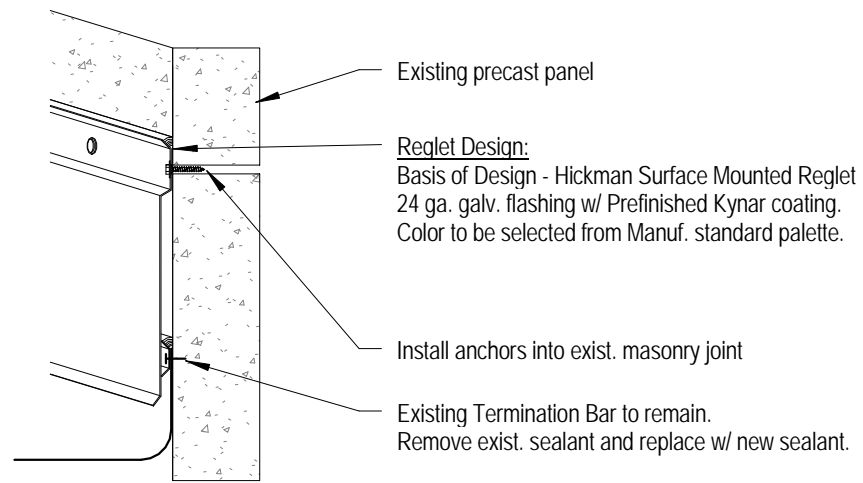 Existing precast panel
Reglet Design:
Basis of Design - Hickman Surface Mounted Reglet
24 ga. galv. flashing w/ Prefinished Kynar coating.
Color to be selected from Manuf. standard palette.
Install anchors into exist. masonry joint
Existing Termination Bar to remain.
Remove exist. sealant and replace w/ new sealant.